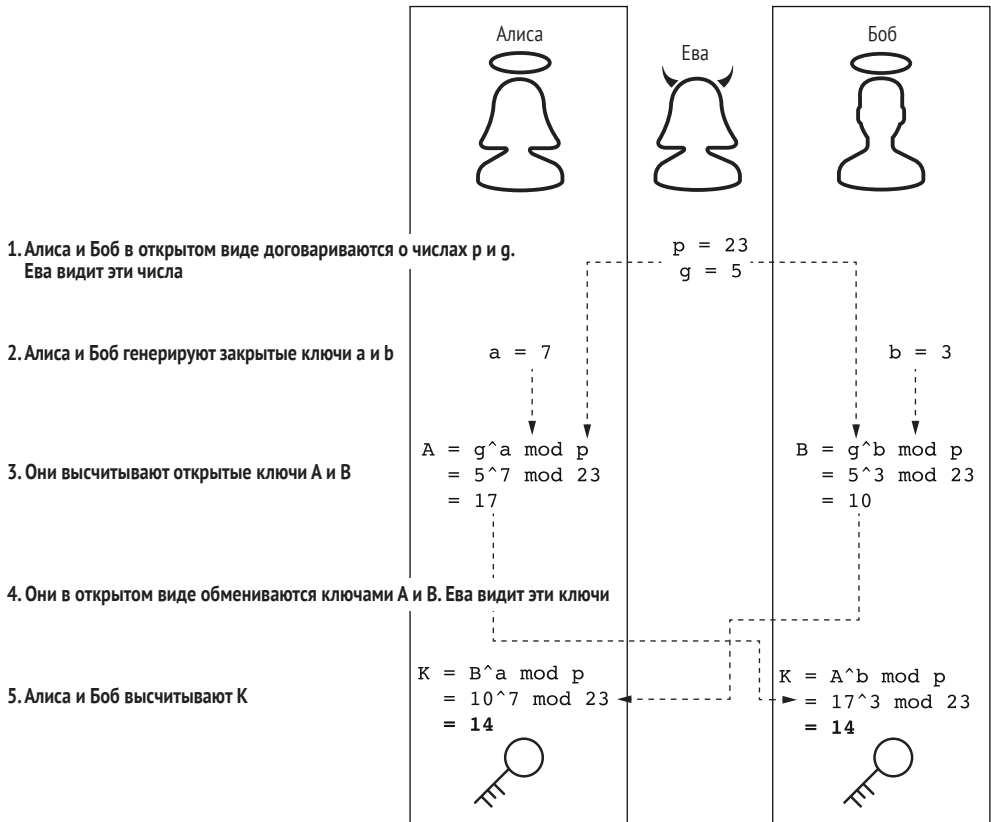 Алиса
Ева
Боб
1. Алиса и Боб в открытом виде договариваются о числах p и g.
Ева видит эти числа
p = 23
g = 5
2. Алиса и Боб генерируют закрытые ключи a и b
a = 7
b = 3
3. Они высчитывают открытые ключи A и B
A = g^a mod p
= 5^7 mod 23
= 17
B = g^b mod p
= 5^3 mod 23
= 10
4. Они в открытом виде обмениваются ключами A и B. Ева видит эти ключи
5. Алиса и Боб высчитывают K
K = B^a mod p
= 10^7 mod 23
= 14
K = A^b mod p
= 17^3 mod 23
= 14